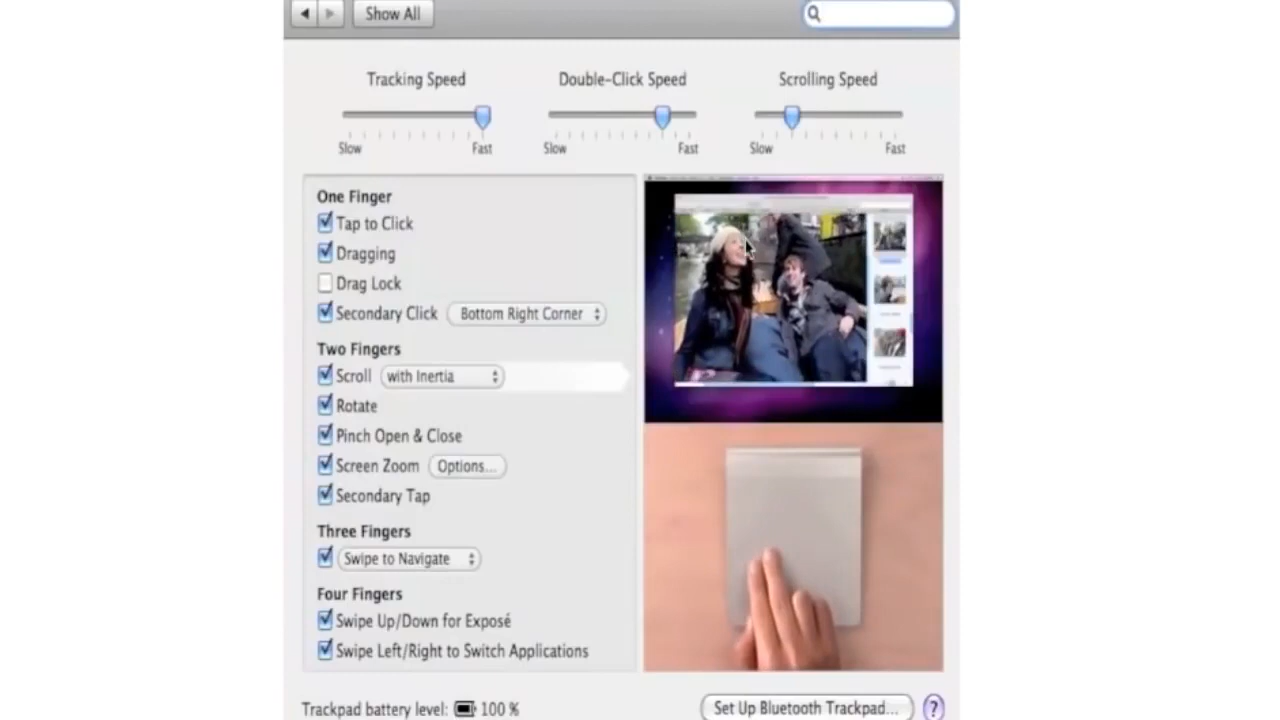 Show All
Tracking Speed Double-Click Speed Scrolling Speed
Slow Fast Slow Fast Slow Fast
One Finger
Tap to Click
Dragging
Drag Lock
Secondary Click Bottom Right Corner
Two Fingers
Scroll with Inertia
Rotate
Pinch Open & Close
Screen Zoom Options...
Secondary Tap
Three Fingers
Swipe to Navigate
Four Fingers
Swipe Up/Down for Exposé
Swipe Left/Right to Switch Applications
Trackpad battery level: 100 % Set Up Bluetooth Trackpad... ?